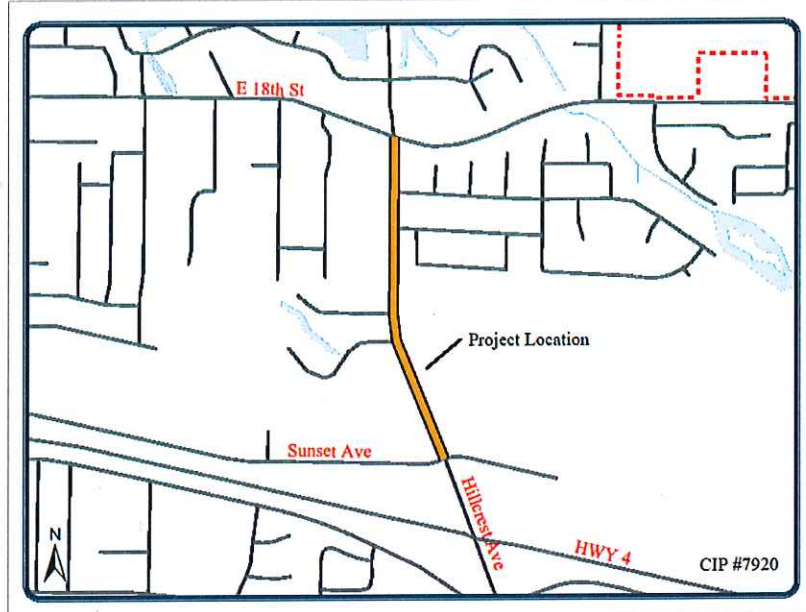 E 18th St
Project Location
Sunset Ave
Hillcrest Ave
HWY 4
N
CIP #7920